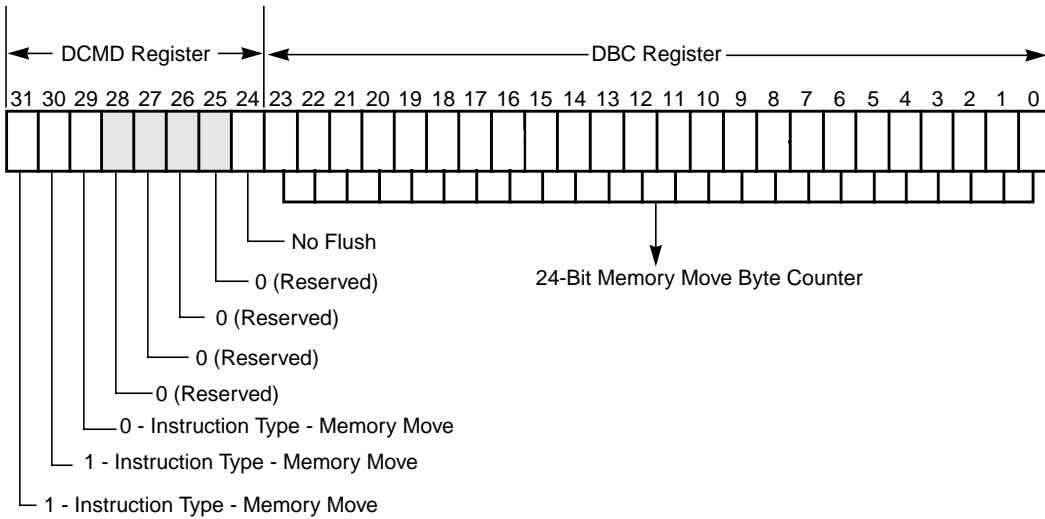 DCMD Register
DBC Register
31 30 29 28 27 26 25 24 23 22 21 20 19 18 17 16 15 14 13 12 11 10 9 8 7 6 5 4 3 2 1 0
No Flush
24-Bit Memory Move Byte Counter
0 (Reserved)
0 (Reserved)
0 (Reserved)
0 (Reserved)
0 - Instruction Type - Memory Move
1 - Instruction Type - Memory Move
1 - Instruction Type - Memory Move